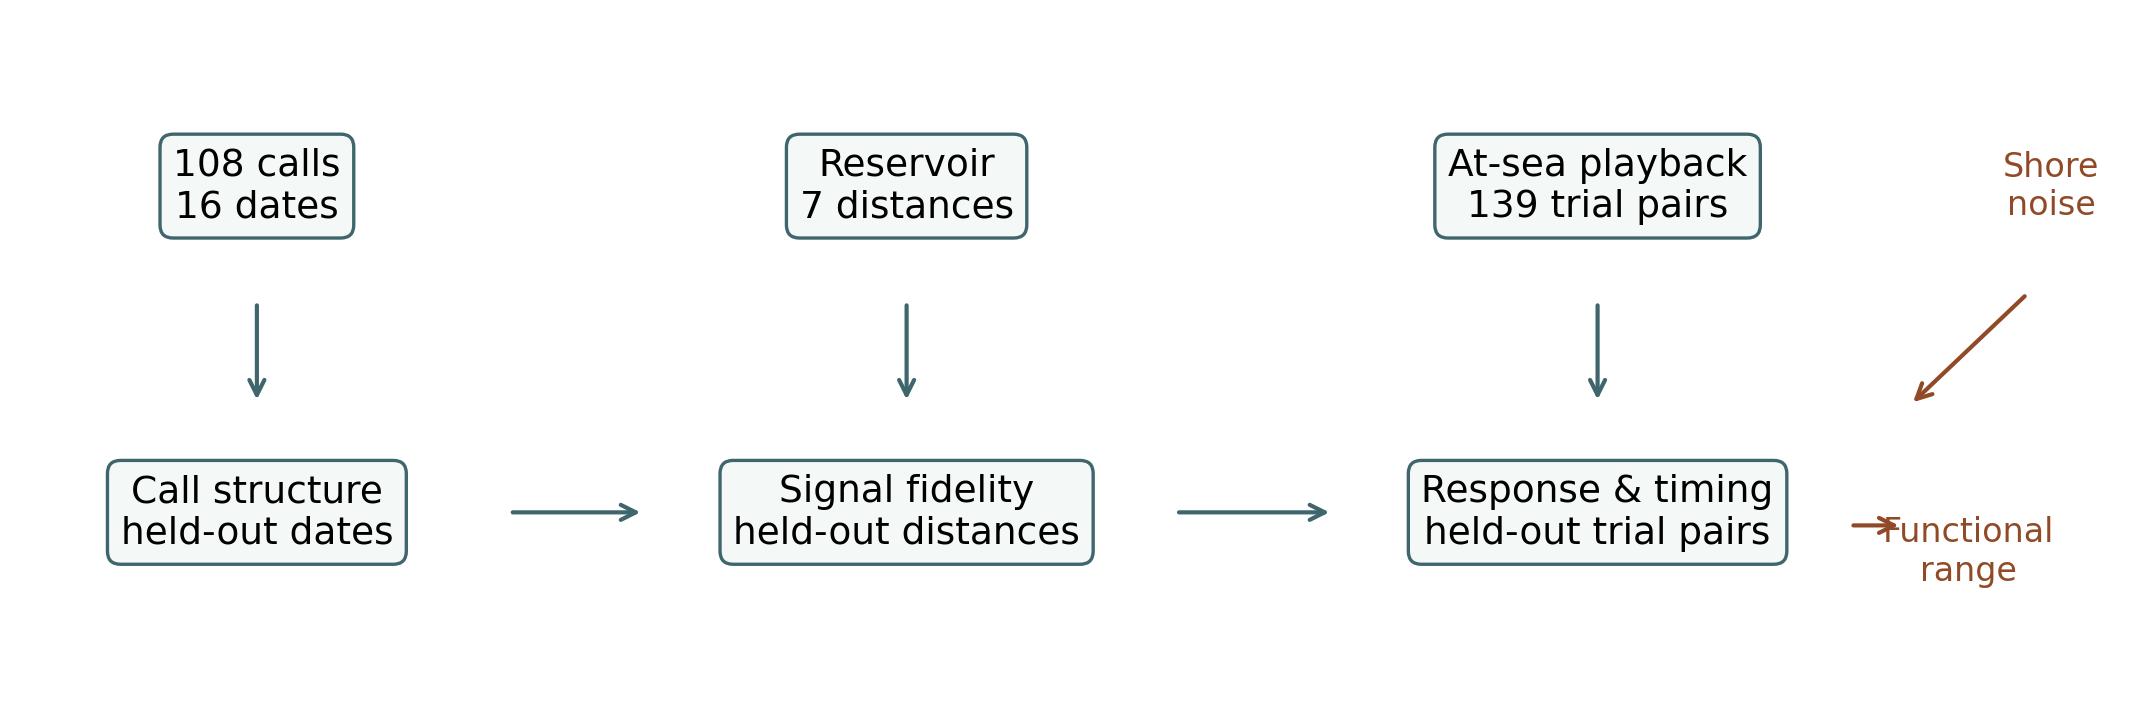 108 calls
16 dates
Reservoir
7 distances
At-sea playback
139 trial pairs
Shore
noise
Call structure
held-out dates
Signal fidelity
held-out distances
Response & timing
held-out trial pairs
Functional
range